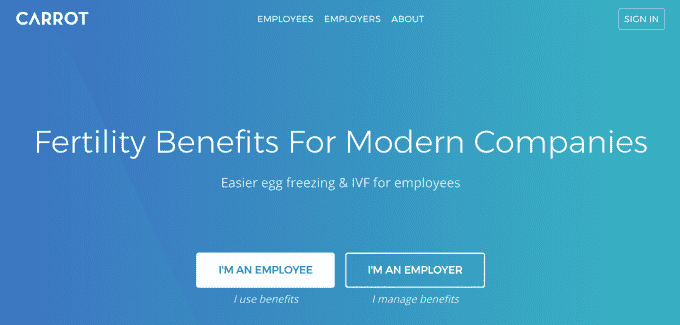 CARROT
EMPLOYEES EMPLOYERS ABOUT
SIGN IN
Fertility Benefits For Modern Companies
Easier egg freezing & IVF for employees
I'M AN EMPLOYEE
I'M AN EMPLOYER
I use benefits
I manage benefits